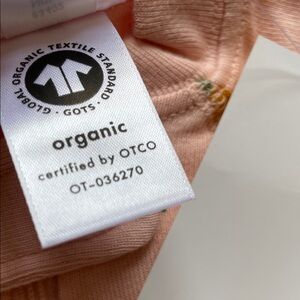 GLOBAL ORGANIC TEXTILE STANDARD
· GOTS ·
organic
certified by OTCO
OT-036270